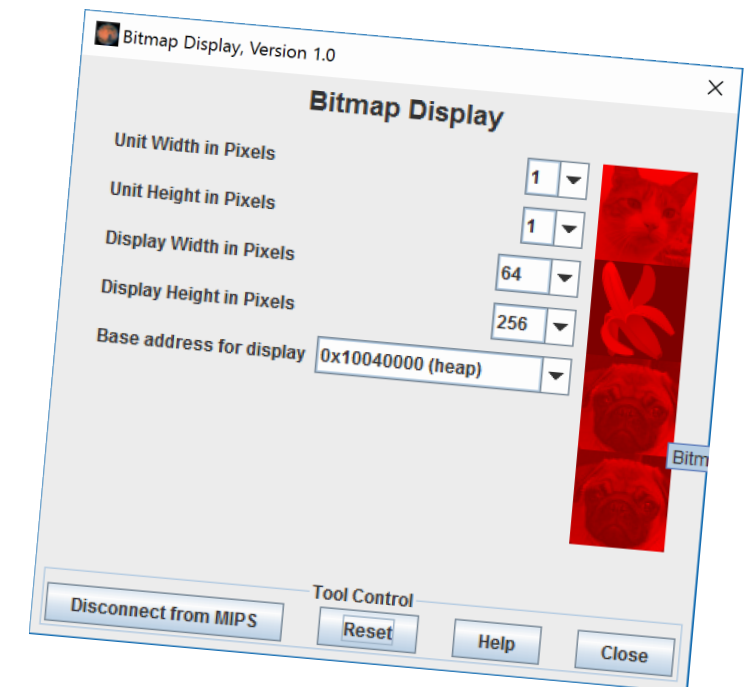 Bitmap Display, Version 1.0
Bitmap Display
Unit Width in Pixels 1
Unit Height in Pixels 1
Display Width in Pixels 64
Display Height in Pixels 256
Base address for display 0x10040000 (heap)
Bitm
Tool Control
Disconnect from MIPS Reset Help Close